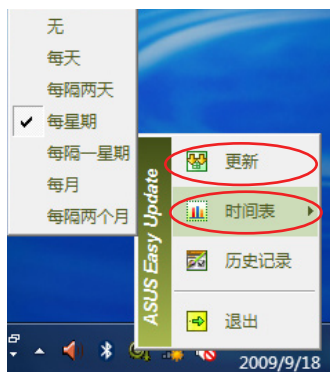 无
每天
每隔两天
每星期
每隔一星期
每月
每隔两个月
ASUS Easy Update
更新
时间表
历史记录
退出
2009/9/18